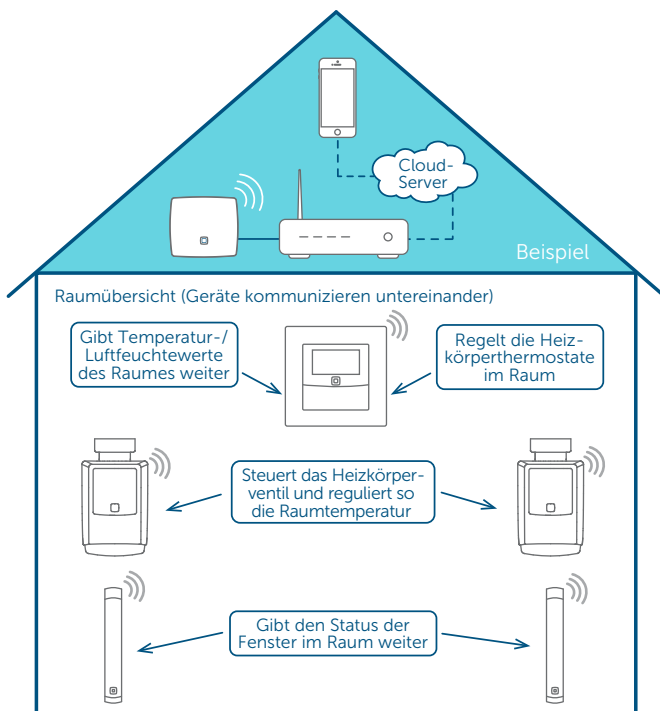 Cloud-
Server
Beispiel
Raumübersicht (Geräte kommunizieren untereinander)
Gibt Temperatur-/
Luftfeuchtewerte
des Raumes weiter
Regelt die Heiz-
körperthermostate
im Raum
Steuert das Heizkörper-
ventil und reguliert so
die Raumtemperatur
Gibt den Status der
Fenster im Raum weiter